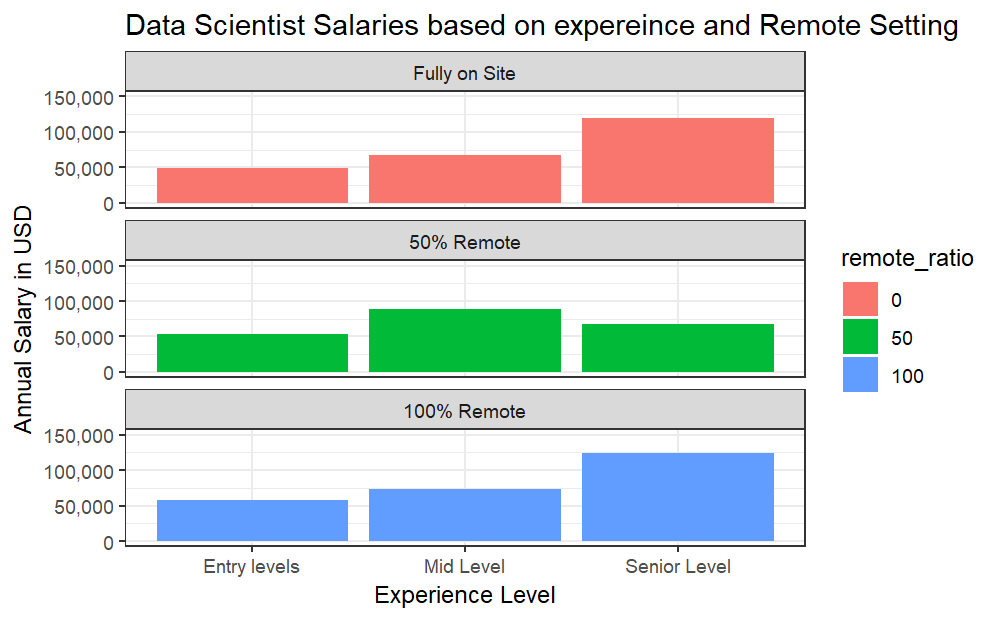 Data Scientist Salaries based on expereince and Remote Setting
Fully on Site
150,000
100,000
50,000
0
50% Remote
150,000
100,000
50,000
0
100% Remote
150,000
100,000
50,000
0
Entry levels
Mid Level
Senior Level
Experience Level
Annual Salary in USD
remote_ratio
0
50
100